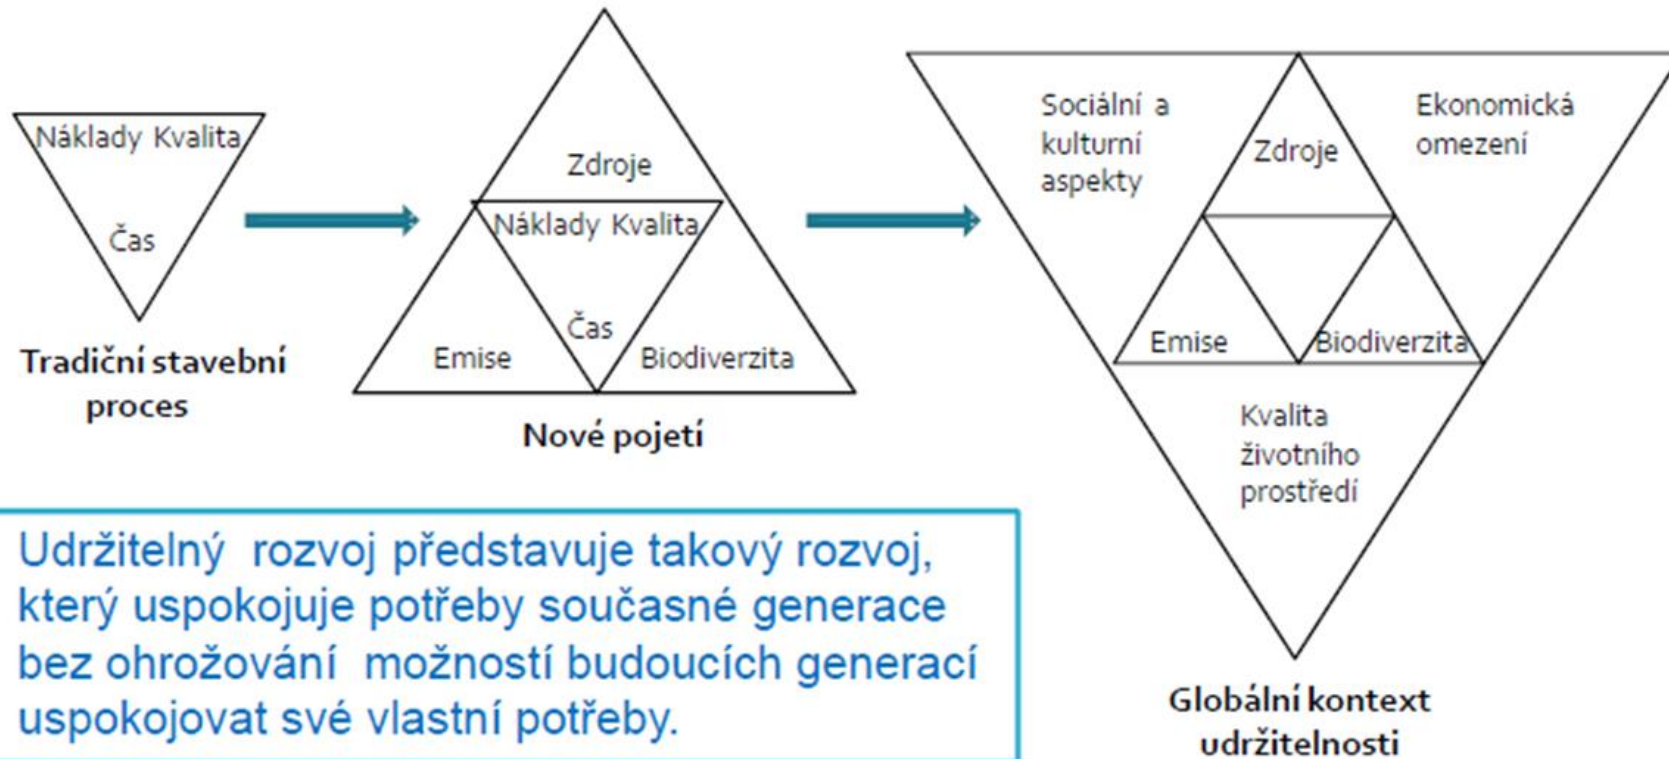 Náklady Kvalita
Čas
Tradiční stavební
proces
Zdroje
Náklady Kvalita
Čas
Emise
Biodiverzita
Nové pojetí
Sociální a
kulturní
aspekty
Zdroje
Ekonomická
omezení
Emise
Biodiverzita
Kvalita
životního
prostředí
Globální kontext
udržitelnosti
Udržitelný rozvoj představuje takový rozvoj,
který uspokojuje potřeby současné generace
bez ohrožování možností budoucích generací
uspokojovat své vlastní potřeby.